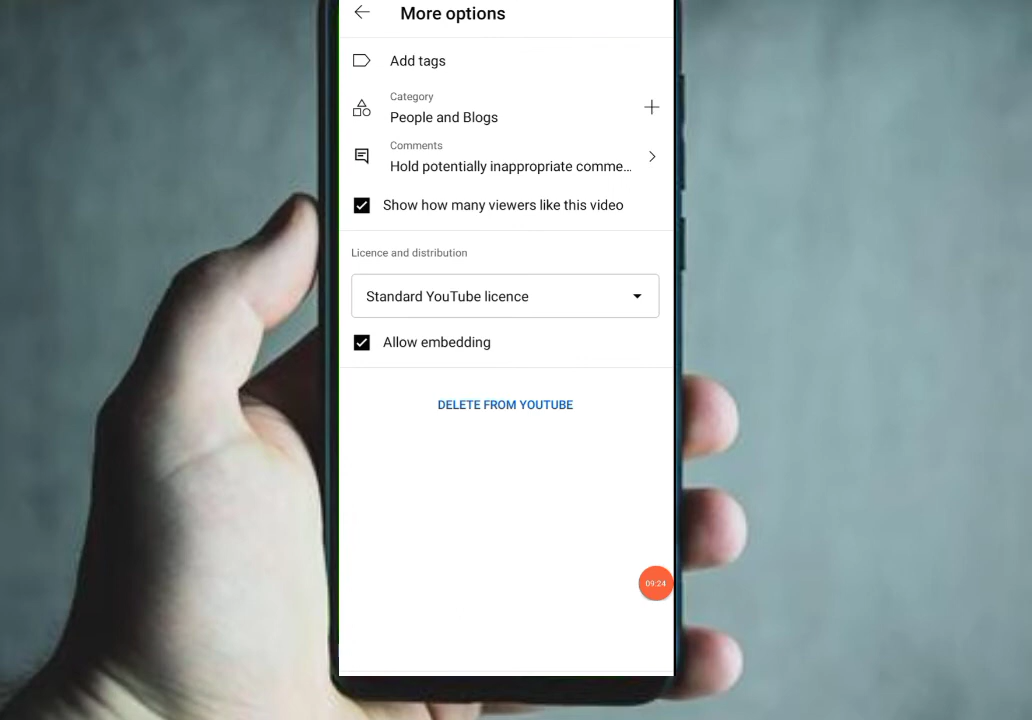 More options
Add tags
Category
People and Blogs
Comments
Hold potentially inappropriate comme...
Show how many viewers like this video
Licence and distribution
Standard YouTube licence
Allow embedding
DELETE FROM YOUTUBE
09:24